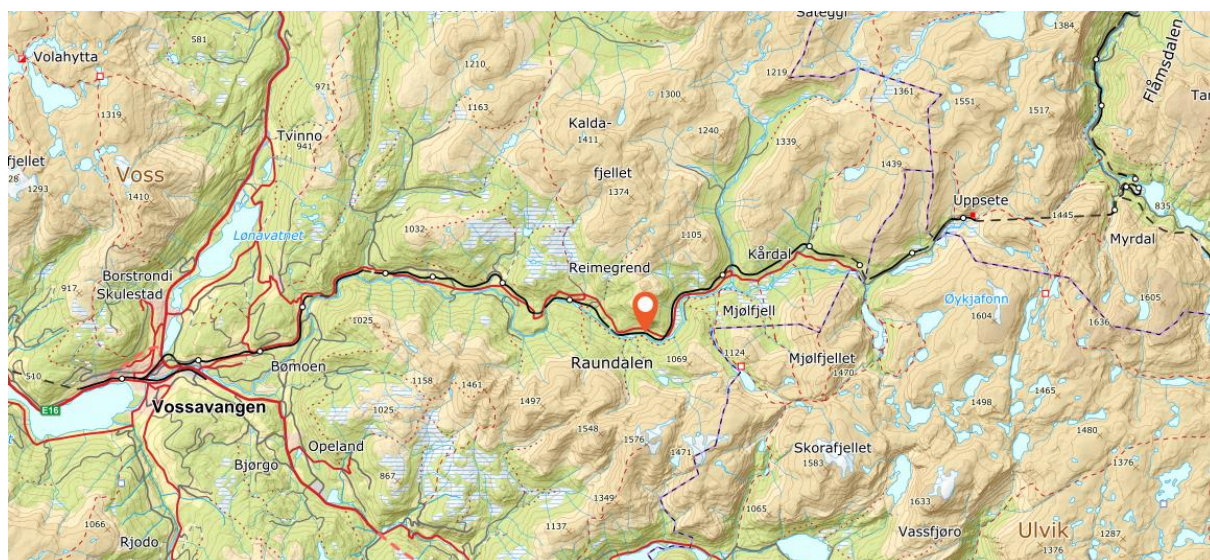 Volahytta
581
1319
fjellet
28
1293
Voss
1410
971
Tvinno
941
1210
1163
Kalda-
1411
fjellet
1374
1300
1240
1219
1339
1384
1361
1551
1517
1439
Flåmsdalen
Tar
Uppsete
1445
835
Myrdal
Lønavatnet
1032
1105
Borstrondi
Skulestad
917
Reimegrend
Kårdal
Mjølfjell
Øykjafonn
1604
1605
1636
1025
510
E16
Vossavangen
Bømoen
Raundalen
1069
1124
Mjølfjellet
1470
1158
1461
1025
1497
1548
1576
1471
1465
1498
1480
1376
Opeland
Bjørgo
867
Skorafjellet
1583
1633
1349
1066
Rjodo
1137
1065
Vassfjøro
Ulvik
1287
1376